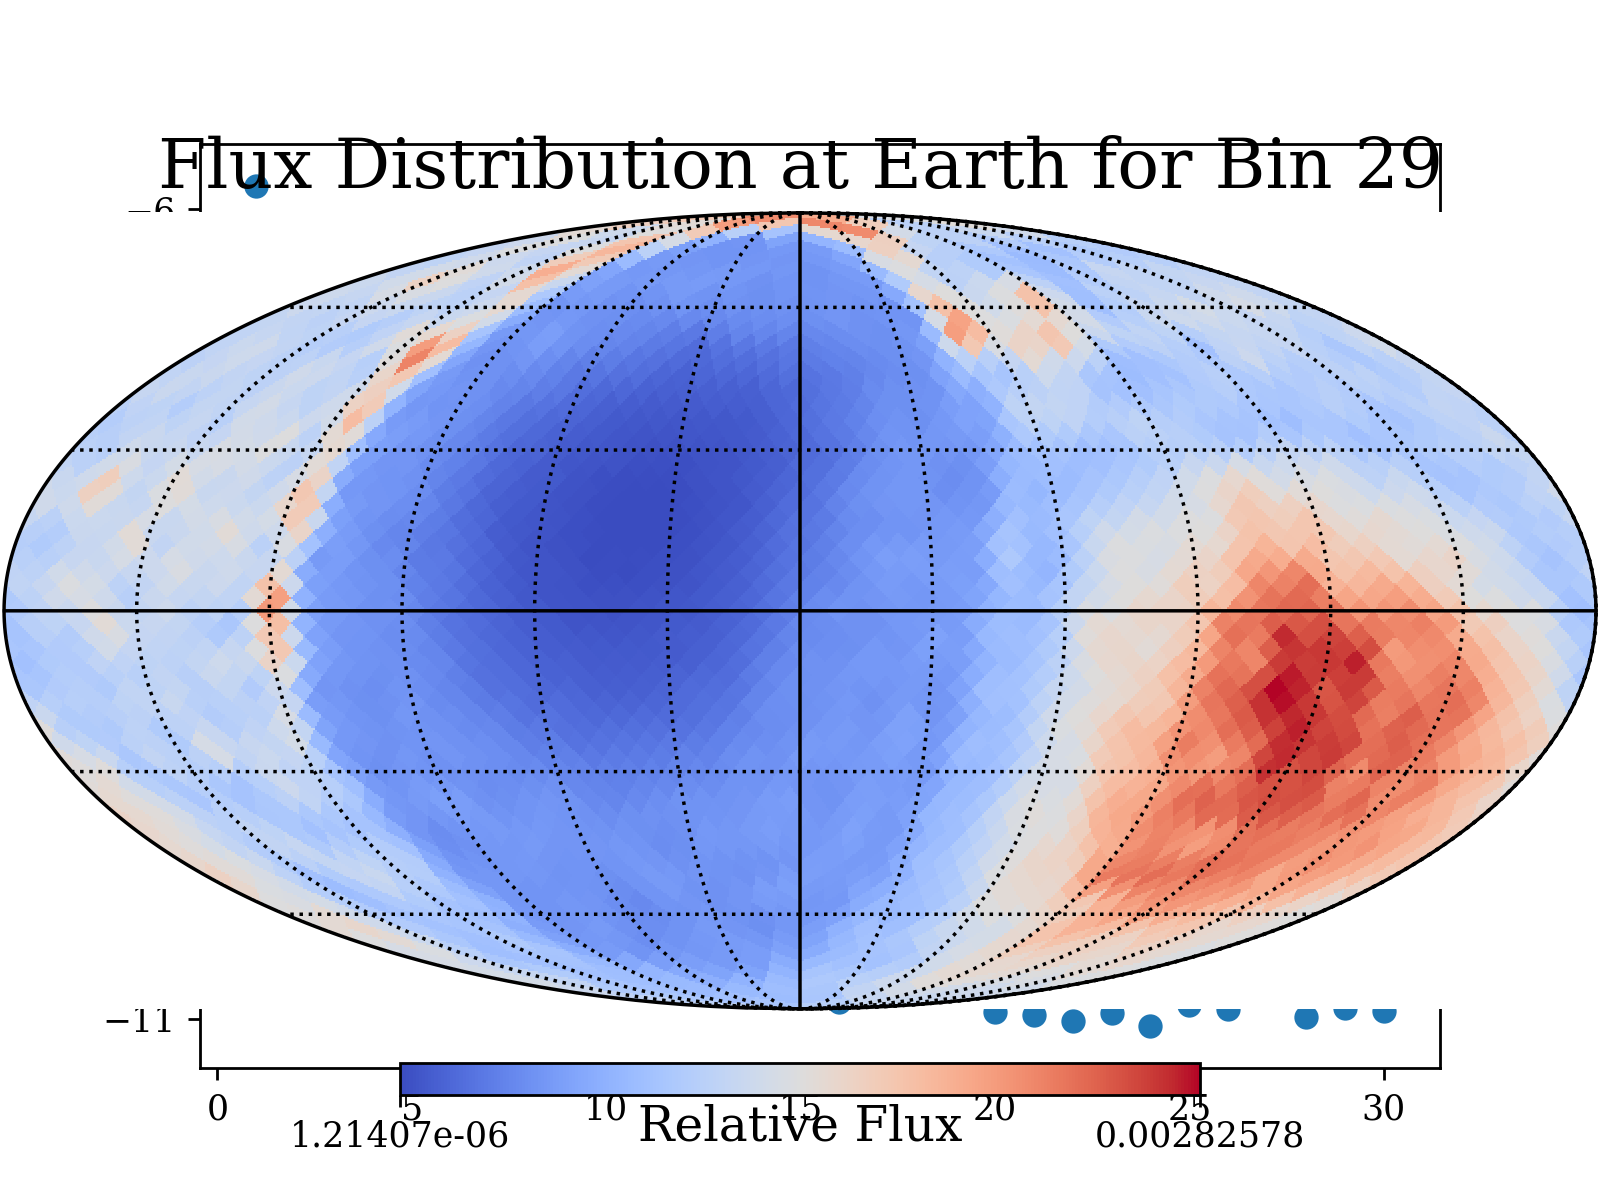 Flux Distribution at Earth for Bin 29
−6
−11
0 5 10 15 20 25 30
Relative Flux
1.21407e-06 0.00282578